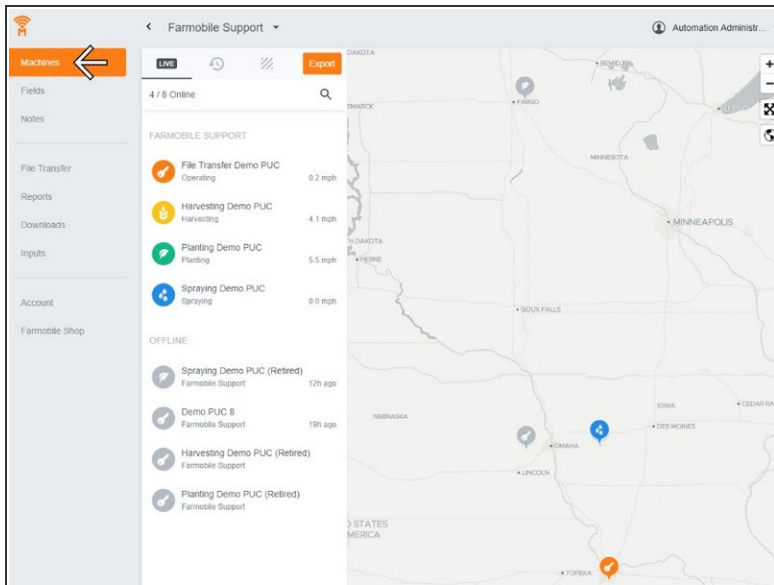 Farmobile Support
Automation Administr...
Machines
Fields
Notes
File Transfer
Reports
Downloads
Inputs
Account
Farmobile Shop
LIVE
Export
4 / 8 Online
FARMOBILE SUPPORT
File Transfer Demo PUC
Operating 0.2 mph
Harvesting Demo PUC
Harvesting 4.1 mph
Planting Demo PUC
Planting 5.5 mph
Spraying Demo PUC
Spraying 0.0 mph
OFFLINE
Spraying Demo PUC (Retired)
Farmobile Support 12h ago
Demo PUC 8
Farmobile Support 19h ago
Harvesting Demo PUC (Retired)
Farmobile Support
Planting Demo PUC (Retired)
Farmobile Support
DAKOTA
BEMIDJI
FARGO
SMARCK
MINNESOTA
MINNEAPOLIS
H DAKOTA
PIERRE
SIOUX FALLS
IOWA
CEDAR RA
NEBRASKA
DES MOINES
OMAHA
LINCOLN
D STATES
MERICA
TOPEKA